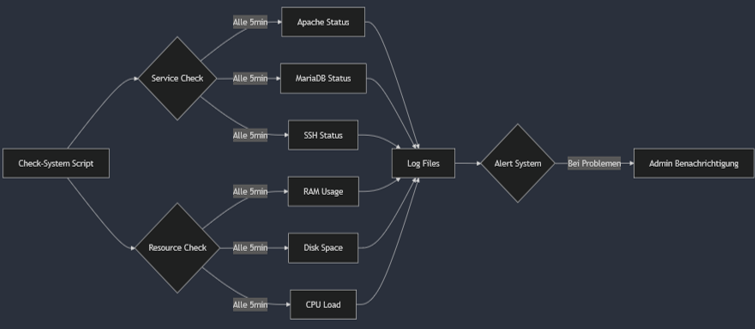 Alle 5min
Apache Status
Service Check
Alle 5min
MariaDB Status
Alle 5min
SSH Status
Check-System Script
Log Files
Alert System
Bei Problemen
Admin Benachrichtigung
Alle 5min
RAM Usage
Resource Check
Alle 5min
Disk Space
Alle 5min
CPU Load